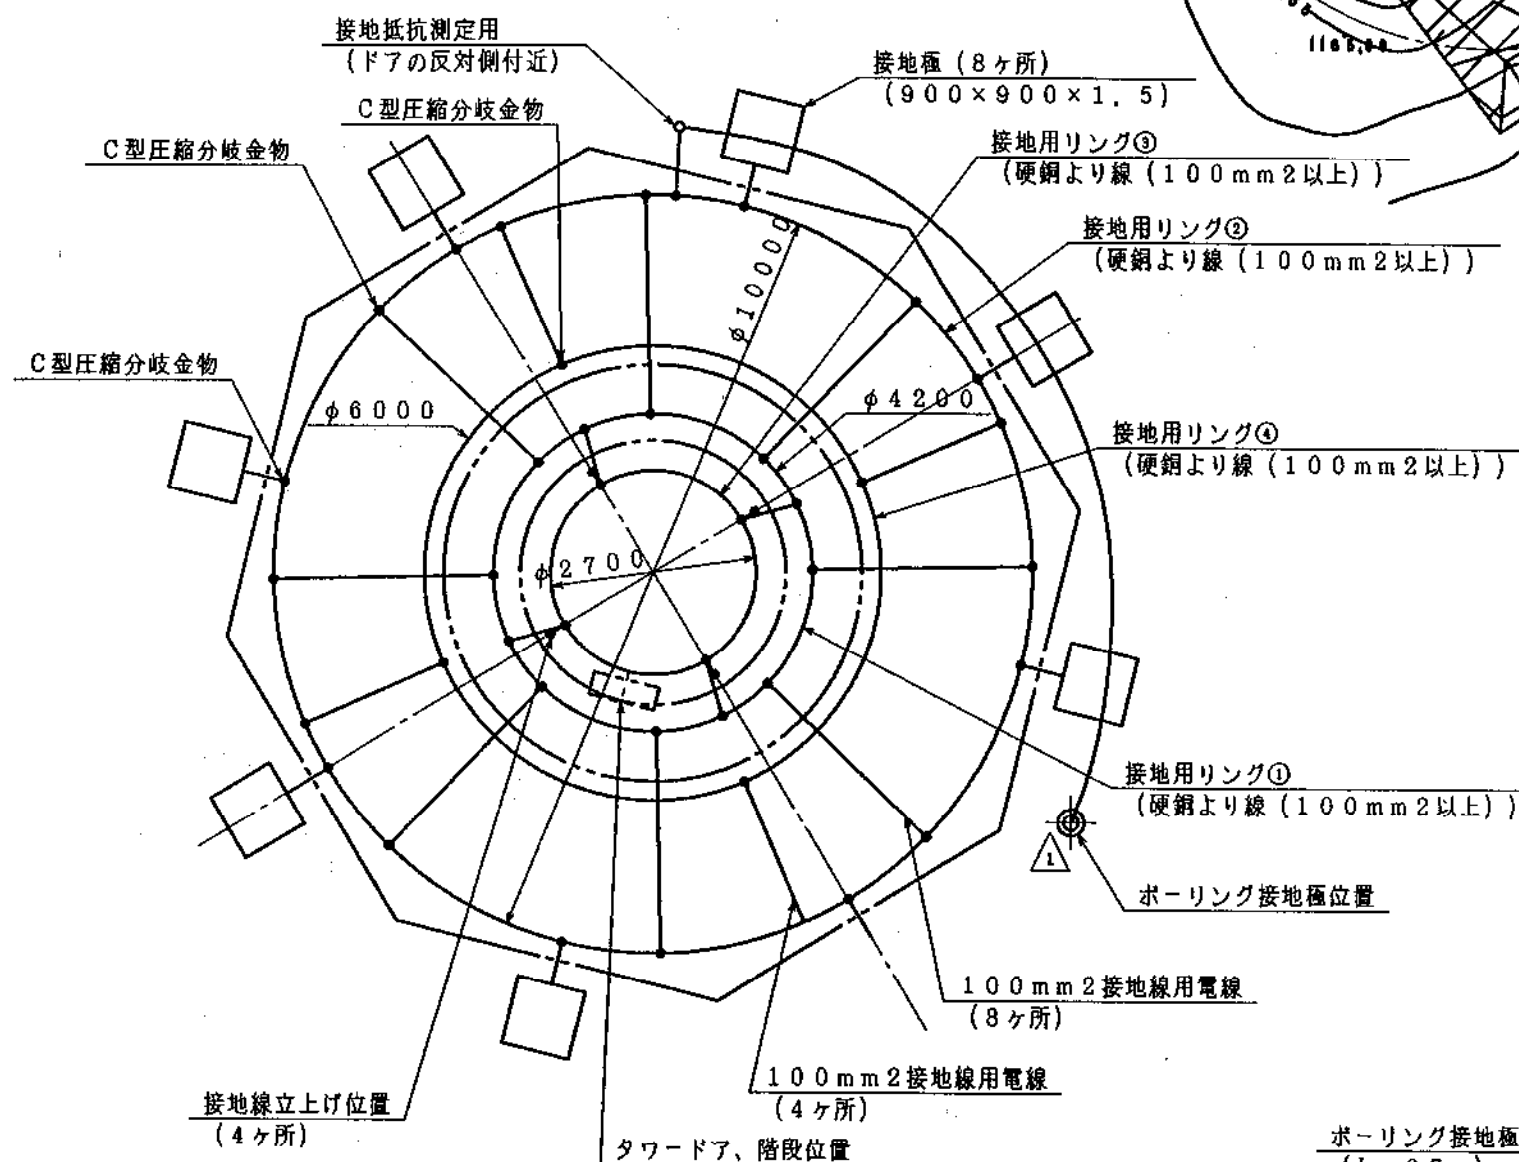 接地抵抗測定用
(ドアの反対側付近)
C型圧縮分岐金物
C型圧縮分岐金物
C型圧縮分岐金物
接地極 (8ヶ所)
(900×900×1.5)
接地用リング③
(硬銅より線 (100mm2以上))
接地用リング②
(硬銅より線 (100mm2以上))
接地用リング④
(硬銅より線 (100mm2以上))
接地用リング①
(硬銅より線 (100mm2以上))
φ10000
φ6000
φ4200
φ2700
1
ボーリング接地極位置
100mm2接地線用電線
(8ヶ所)
100mm2接地線用電線
(4ヶ所)
接地線立上げ位置
(4ヶ所)
タワードア、階段位置
ボーリング接地極